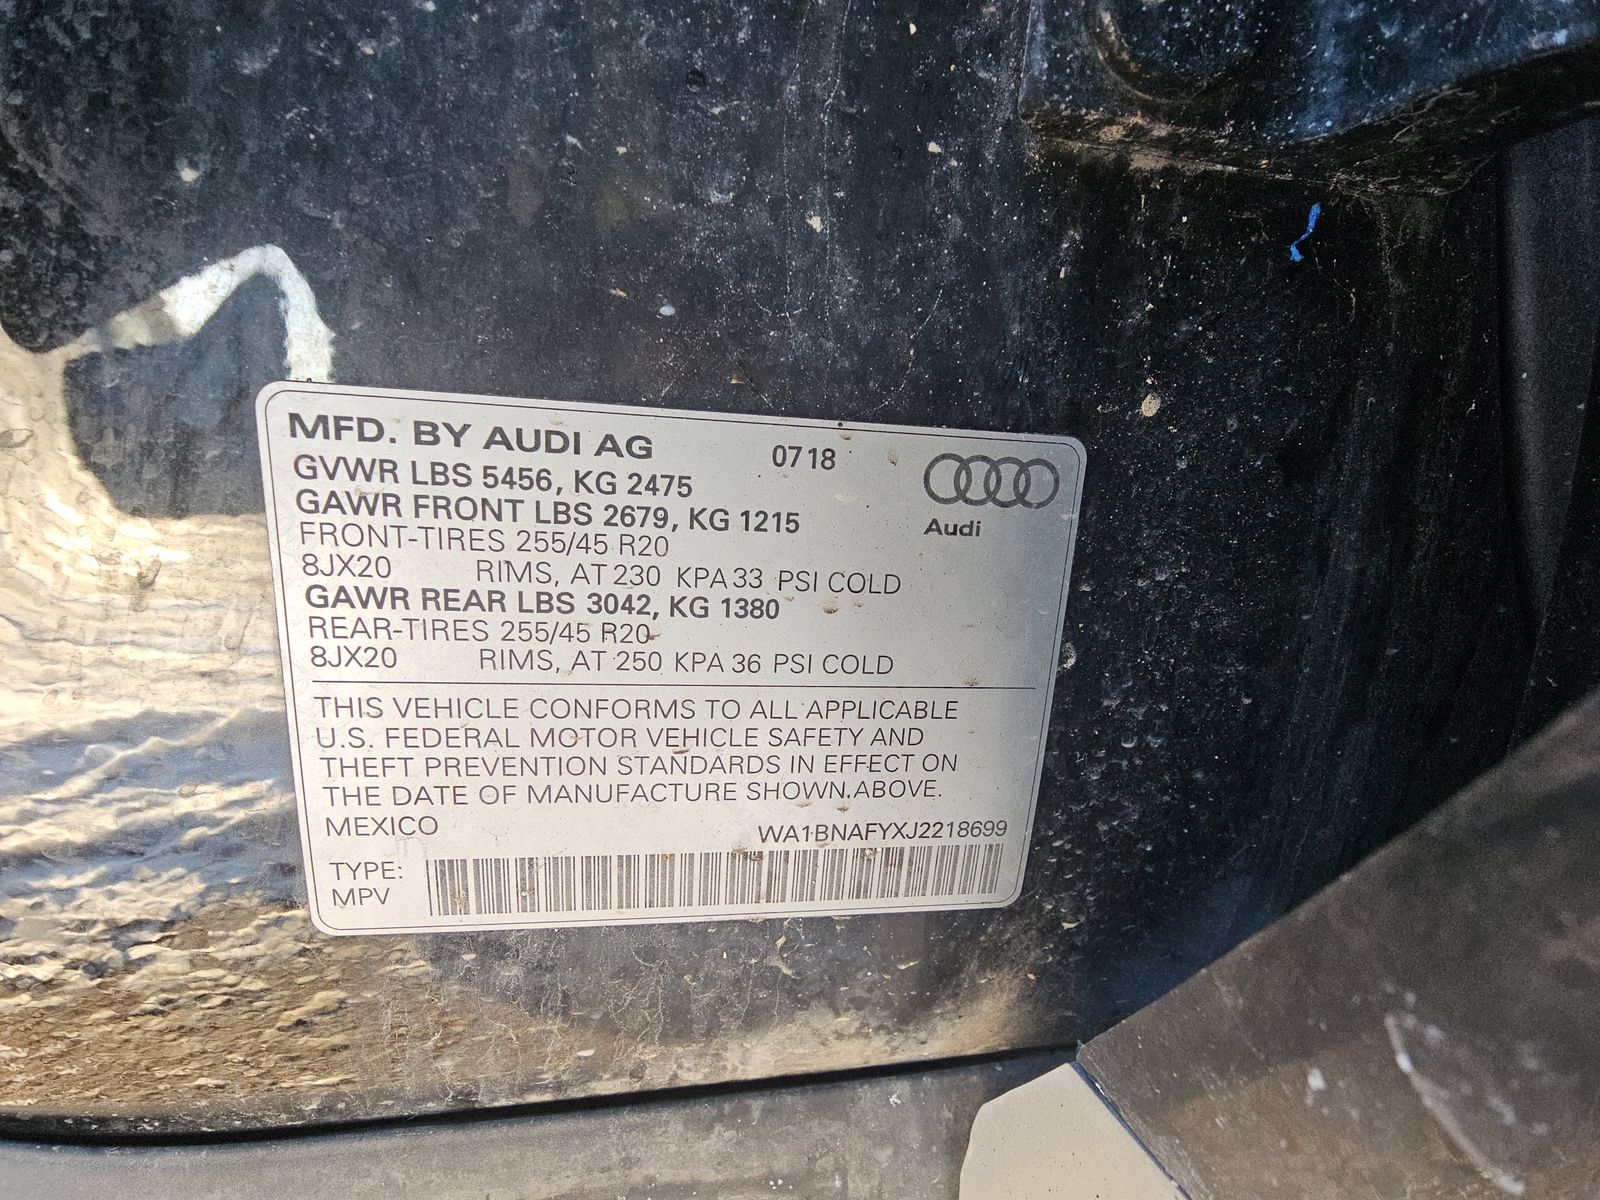 MFD. BY AUDI AG 0718
GVWR LBS 5456, KG 2475
GAWR FRONT LBS 2679, KG 1215
Audi
FRONT-TIRES 255/45 R20
8JX20 RIMS, AT 230 KPA 33 PSI COLD
GAWR REAR LBS 3042, KG 1380
REAR-TIRES 255/45 R20
8JX20 RIMS, AT 250 KPA 36 PSI COLD
THIS VEHICLE CONFORMS TO ALL APPLICABLE
U.S. FEDERAL MOTOR VEHICLE SAFETY AND
THEFT PREVENTION STANDARDS IN EFFECT ON
THE DATE OF MANUFACTURE SHOWN ABOVE.
MEXICO WA1BNAFYXJ2218699
TYPE:
MPV